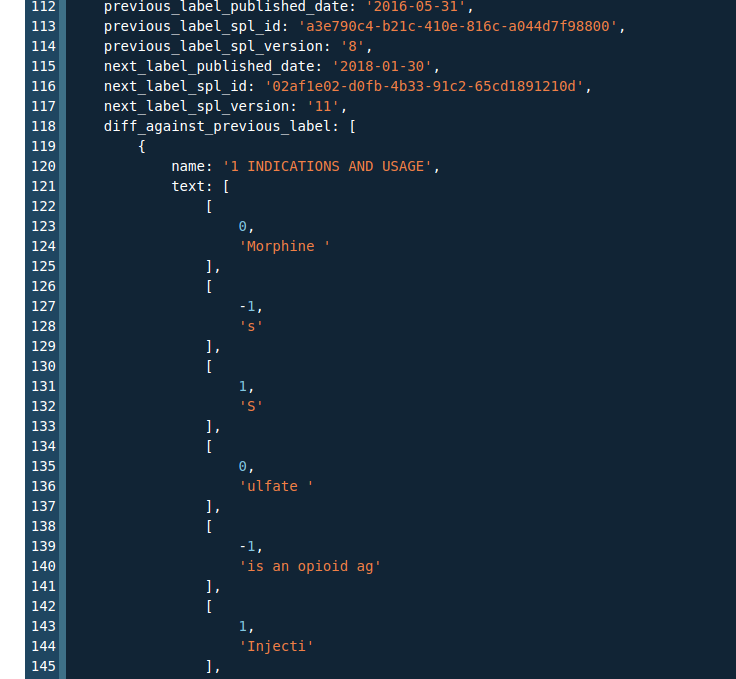 112 previous_label_published_date: '2016-05-31',
113 previous_label_spl_id: 'a3e790c4-b21c-410e-816c-a044d7f98800',
114 previous_label_spl_version: '8',
115 next_label_published_date: '2018-01-30',
116 next_label_spl_id: '02af1e02-d0fb-4b33-91c2-65cd1891210d',
117 next_label_spl_version: '11',
118 diff_against_previous_label: [
119 {
120 name: '1 INDICATIONS AND USAGE',
121 text: [
122 [
123 0,
124 'Morphine '
125 ],
126 [
127 -1,
128 's'
129 ],
130 [
131 1,
132 'S'
133 ],
134 [
135 0,
136 'ulfate '
137 ],
138 [
139 -1,
140 'is an opioid ag'
141 ],
142 [
143 1,
144 'Injecti'
145 ],